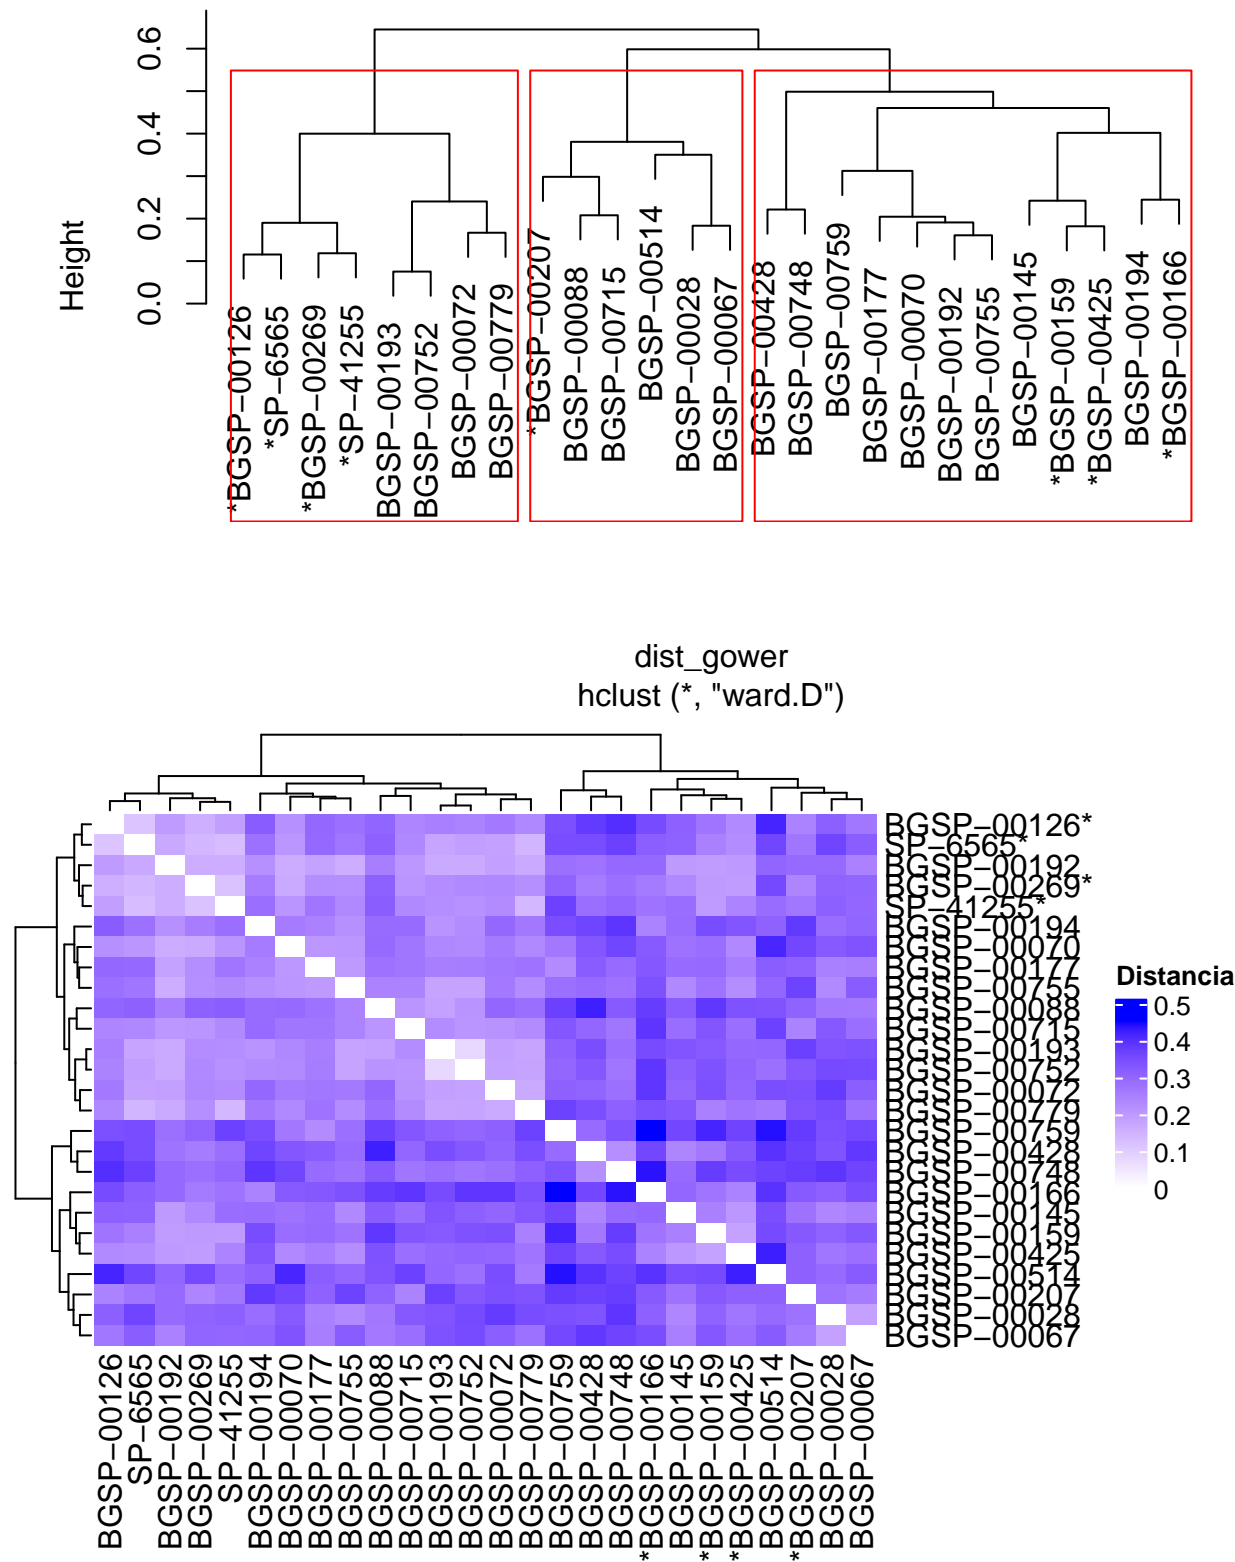 Height
0.0
0.2
0.4
0.6
*BGSP−00126
*SP−6565
*BGSP−00269
*SP−41255
BGSP−00193
BGSP−00752
BGSP−00072
BGSP−00779
*BGSP−00207
BGSP−00088
BGSP−00715
BGSP−00514
BGSP−00028
BGSP−00067
BGSP−00428
BGSP−00748
BGSP−00759
BGSP−00177
BGSP−00070
BGSP−00192
BGSP−00755
BGSP−00145
*BGSP−00159
*BGSP−00425
BGSP−00194
*BGSP−00166
dist_gower
hclust (*, "ward.D")
BGSP−00126*
SP−6565*
BGSP−00192
BGSP−00269*
SP−41255*
BGSP−00194
BGSP−00070
BGSP−00177
BGSP−00755
BGSP−00088
BGSP−00715
BGSP−00193
BGSP−00752
BGSP−00072
BGSP−00779
BGSP−00759
BGSP−00428
BGSP−00748
BGSP−00166
BGSP−00145
BGSP−00159
BGSP−00425
BGSP−00514
BGSP−00207
BGSP−00028
BGSP−00067
Distancia
0.5
0.4
0.3
0.2
0.1
0
BGSP−00126
SP−6565
BGSP−00192
BGSP−00269
SP−41255
BGSP−00194
BGSP−00070
BGSP−00177
BGSP−00755
BGSP−00088
BGSP−00715
BGSP−00193
BGSP−00752
BGSP−00072
BGSP−00779
BGSP−00759
BGSP−00428
BGSP−00748
*BGSP−00166
BGSP−00145
*BGSP−00159
*BGSP−00425
BGSP−00514
*BGSP−00207
BGSP−00028
BGSP−00067